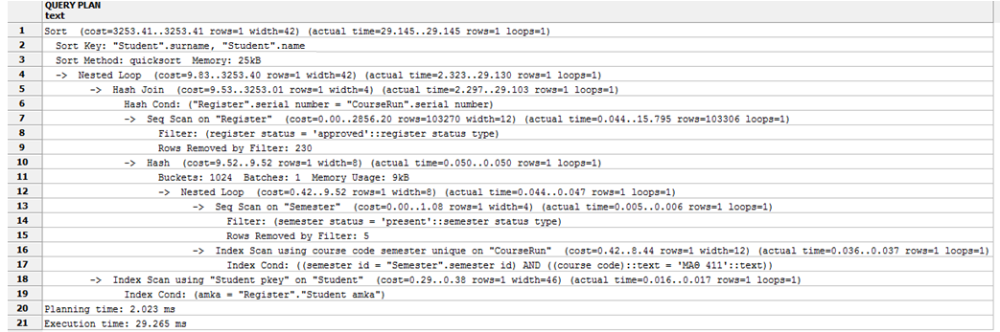 QUERY PLAN
text
1 Sort (cost=3253.41..3253.41 rows=1 width=42) (actual time=29.145..29.145 rows=1 loops=1)
2 Sort Key: "Student".surname, "Student".name
3 Sort Method: quicksort Memory: 25kB
4 -> Nested Loop (cost=9.83..3253.40 rows=1 width=42) (actual time=2.323..29.130 rows=1 loops=1)
5 -> Hash Join (cost=9.53..3253.01 rows=1 width=4) (actual time=2.297..29.103 rows=1 loops=1)
6 Hash Cond: ("Register".serial number = "CourseRun".serial number)
7 -> Seq Scan on "Register" (cost=0.00..2856.20 rows=103270 width=12) (actual time=0.044..15.795 rows=103306 loops=1)
8 Filter: (register status = 'approved'::register status type)
9 Rows Removed by Filter: 230
10 -> Hash (cost=9.52..9.52 rows=1 width=8) (actual time=0.050..0.050 rows=1 loops=1)
11 Buckets: 1024 Batches: 1 Memory Usage: 9kB
12 -> Nested Loop (cost=0.42..9.52 rows=1 width=8) (actual time=0.044..0.047 rows=1 loops=1)
13 -> Seq Scan on "Semester" (cost=0.00..1.08 rows=1 width=4) (actual time=0.005..0.006 rows=1 loops=1)
14 Filter: (semester status = 'present'::semester status type)
15 Rows Removed by Filter: 5
16 -> Index Scan using course code semester unique on "CourseRun" (cost=0.42..8.44 rows=1 width=12) (actual time=0.036..0.037 rows=1 loops=1)
17 Index Cond: ((semester id = "Semester".semester id) AND ((course code)::text = 'ΜΑΘ 411'::text))
18 -> Index Scan using "Student pkey" on "Student" (cost=0.29..0.38 rows=1 width=46) (actual time=0.016..0.017 rows=1 loops=1)
19 Index Cond: (amka = "Register"."Student amka")
20 Planning time: 2.023 ms
21 Execution time: 29.265 ms